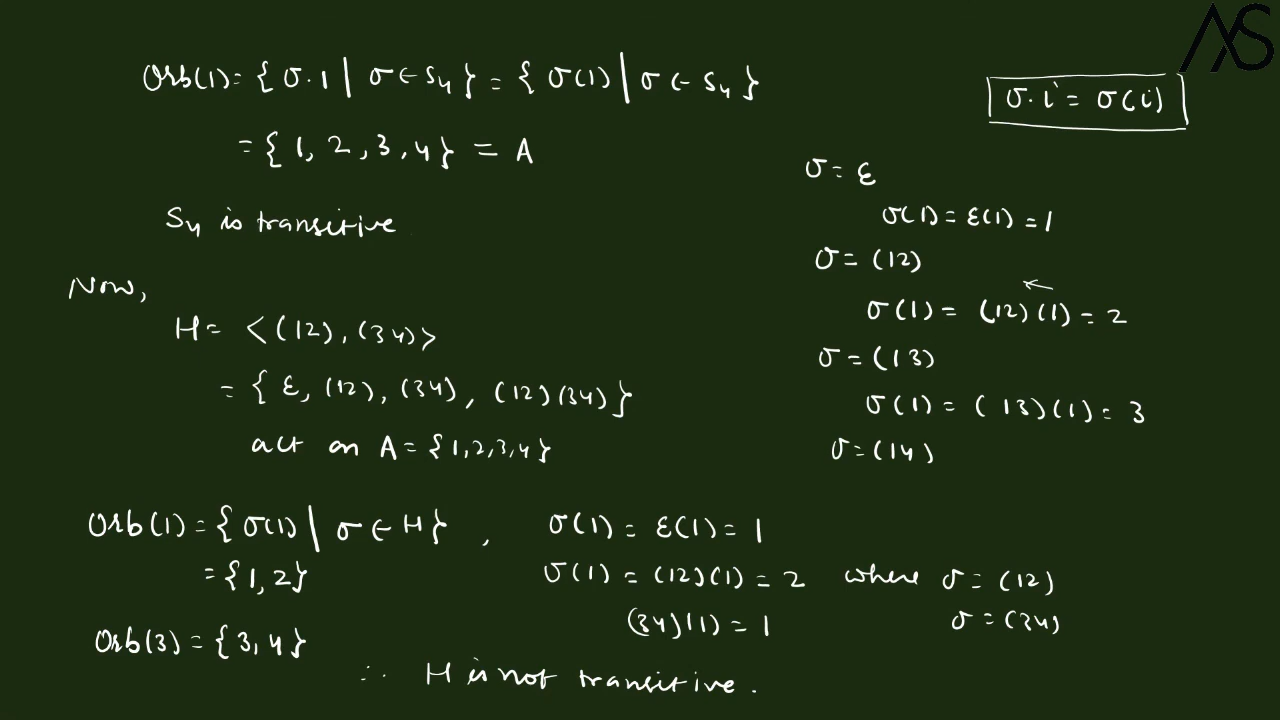 NS
Orb(1) = { σ·1 | σ ∈ S₄ } = { σ(1) | σ ∈ S₄ }
= { 1, 2, 3, 4 } = A
S₄ is transitive
Now,
H = <(12), (34)>
= { ε, (12), (34), (12)(34) }
act on A = {1,2,3,4}
Orb(1) = { σ(1) | σ ∈ H } ,
= {1, 2}
Orb(3) = {3, 4}
σ·i = σ(i)
σ = ε
σ(1) = ε(1) = 1
σ = (12)
←
σ(1) = (12)(1) = 2
σ = (13)
σ(1) = (13)(1) = 3
σ = (14)
σ(1) = ε(1) = 1
σ(1) = (12)(1) = 2 where σ = (12)
(34)(1) = 1 σ = (34)
∴ H is not transitive.